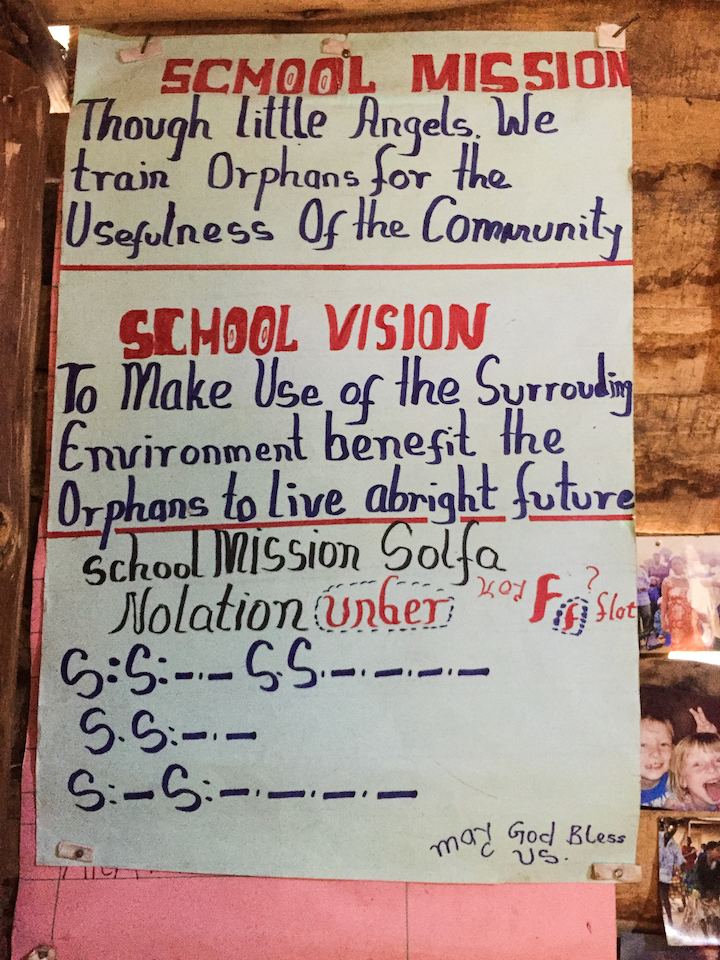 SCHOOL MISSION
Though little Angels. We
train Orphans for the
Usefulness Of the Community
SCHOOL VISION
To Make Use of the Surrouding
Environment benefit the
Orphans to live abright future
school Mission Solfa
Nolation unber Key F ? flat
S:S:-.- S.S:-.-.-.-
S.S:-.-
S:-S:-.-.-.-
may God Bless
us.